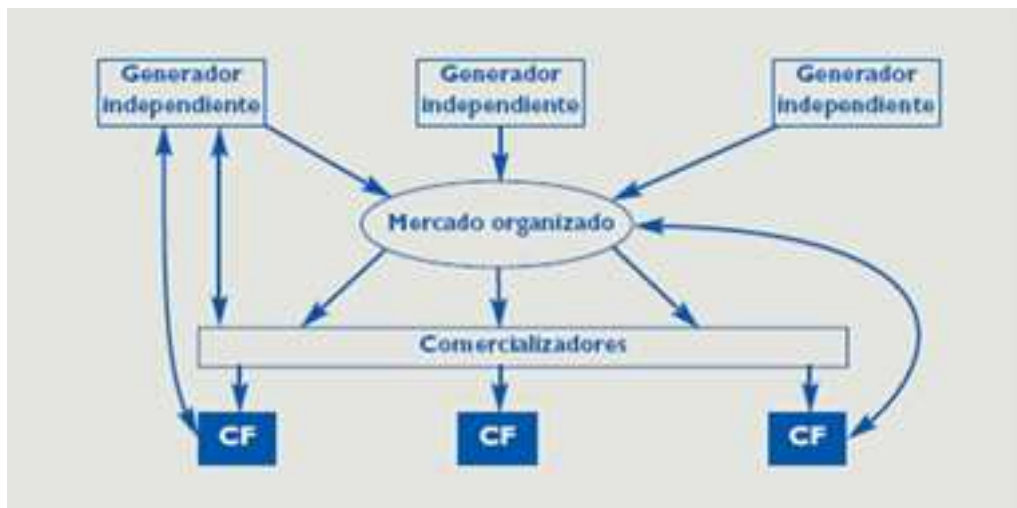 Generador
independiente
Generador
independiente
Generador
independiente
Mercado organizado
Comercializadores
CF
CF
CF